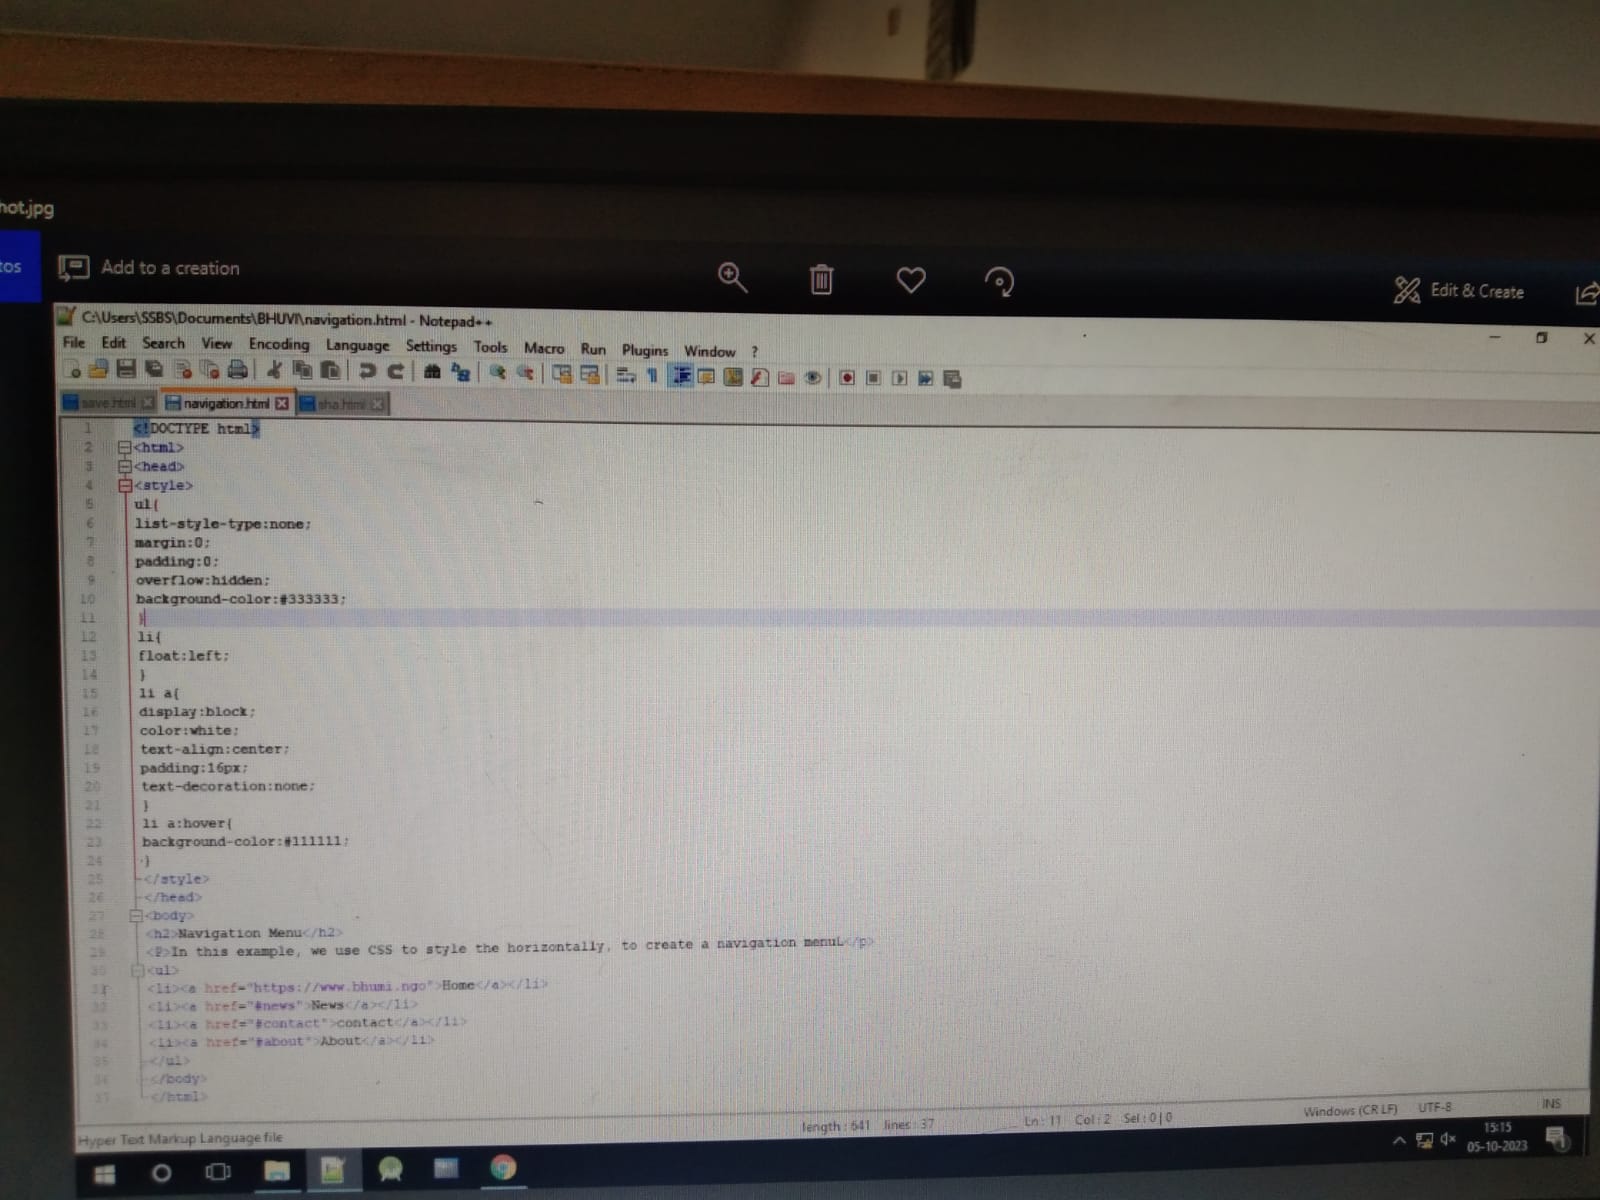 hot.jpg
tos
Add to a creation
Edit & Create
C:\Users\SSBS\Documents\BHUVI\navigation.html - Notepad++
File Edit Search View Encoding Language Settings Tools Macro Run Plugins Window ?
save.html navigation.html sha.html
1 <!DOCTYPE html>
2 <html>
3 <head>
4 <style>
5 ul{
6 list-style-type:none;
7 margin:0;
8 padding:0;
9 overflow:hidden;
10 background-color:#333333;
11 }
12 li{
13 float:left;
14 }
15 li a{
16 display:block;
17 color:white;
18 text-align:center;
19 padding:16px;
20 text-decoration:none;
21 }
22 li a:hover{
23 background-color:#111111;
24 }
25 </style>
26 </head>
27 <body>
28 <h2>Navigation Menu</h2>
29 <P>In this example, we use CSS to style the horizontally, to create a navigation menu</p>
30 <ul>
31 <li><a href="https://www.bhumi.ngo">Home</a></li>
32 <li><a href="#news">News</a></li>
33 <li><a href="#contact">contact</a></li>
34 <li><a href="#about">About</a></li>
35 </ul>
36 </body>
37 </html>
Hyper Text Markup Language file length : 641 lines : 37 Ln : 11 Col : 2 Sel : 0 | 0 Windows (CR LF) UTF-8 INS
15:15
05-10-2023